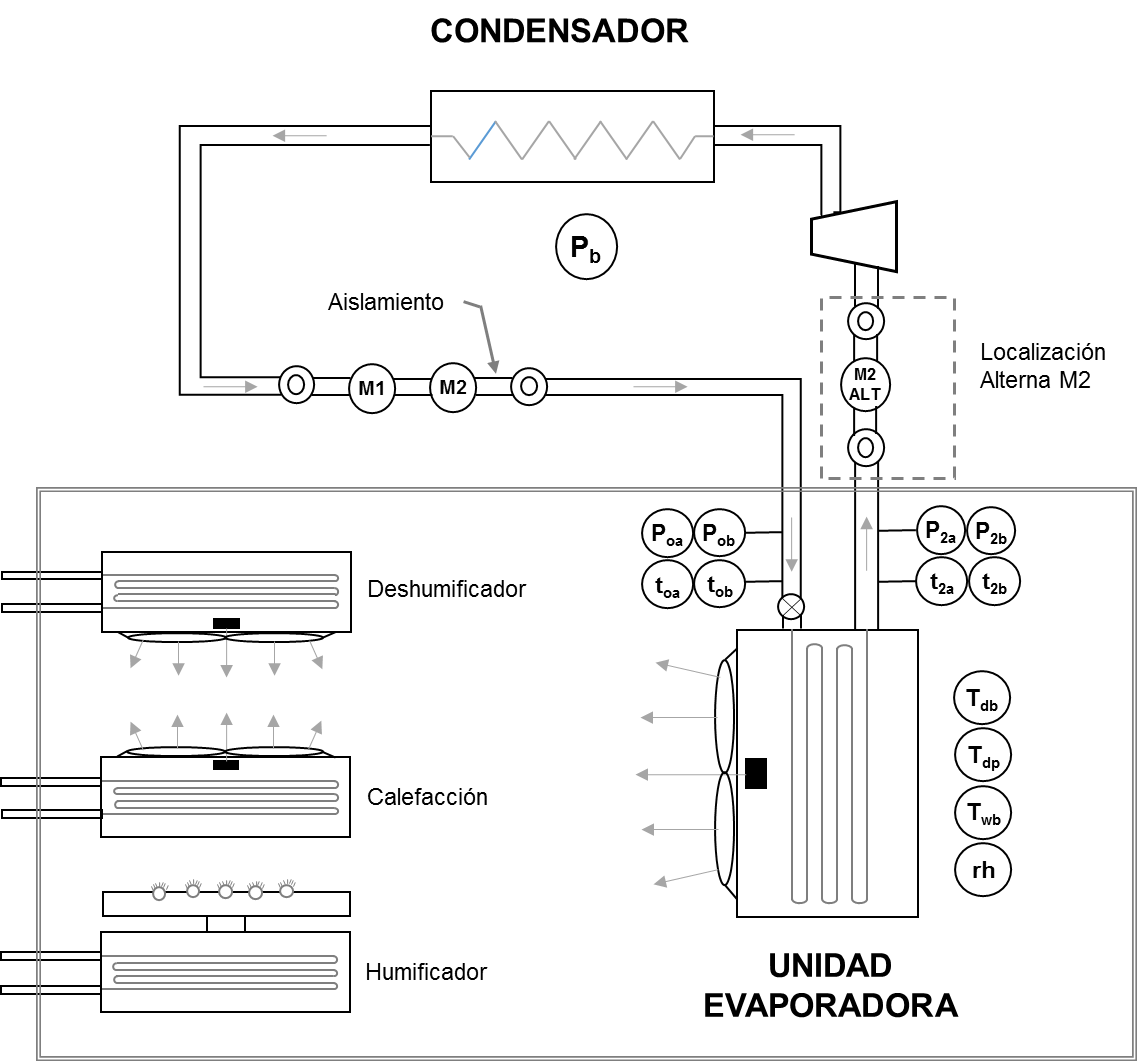 CONDENSADOR
Pb
Aislamiento
Localización
Alterna M2
M1
M2
M2
ALT
Poa
Pob
P2a
P2b
toa
tob
t2a
t2b
Deshumificador
Tdb
Tdp
Calefacción
Twb
rh
Humificador
UNIDAD
EVAPORADORA